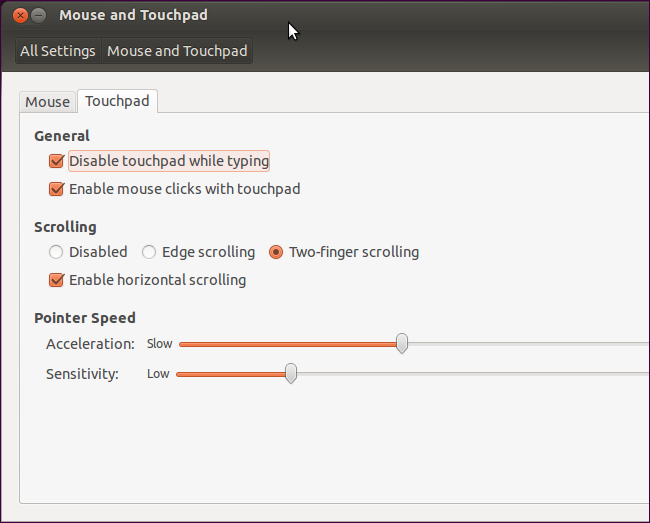 Mouse and Touchpad
All Settings Mouse and Touchpad
Mouse Touchpad
General
Disable touchpad while typing
Enable mouse clicks with touchpad
Scrolling
Disabled Edge scrolling Two-finger scrolling
Enable horizontal scrolling
Pointer Speed
Acceleration: Slow
Sensitivity: Low